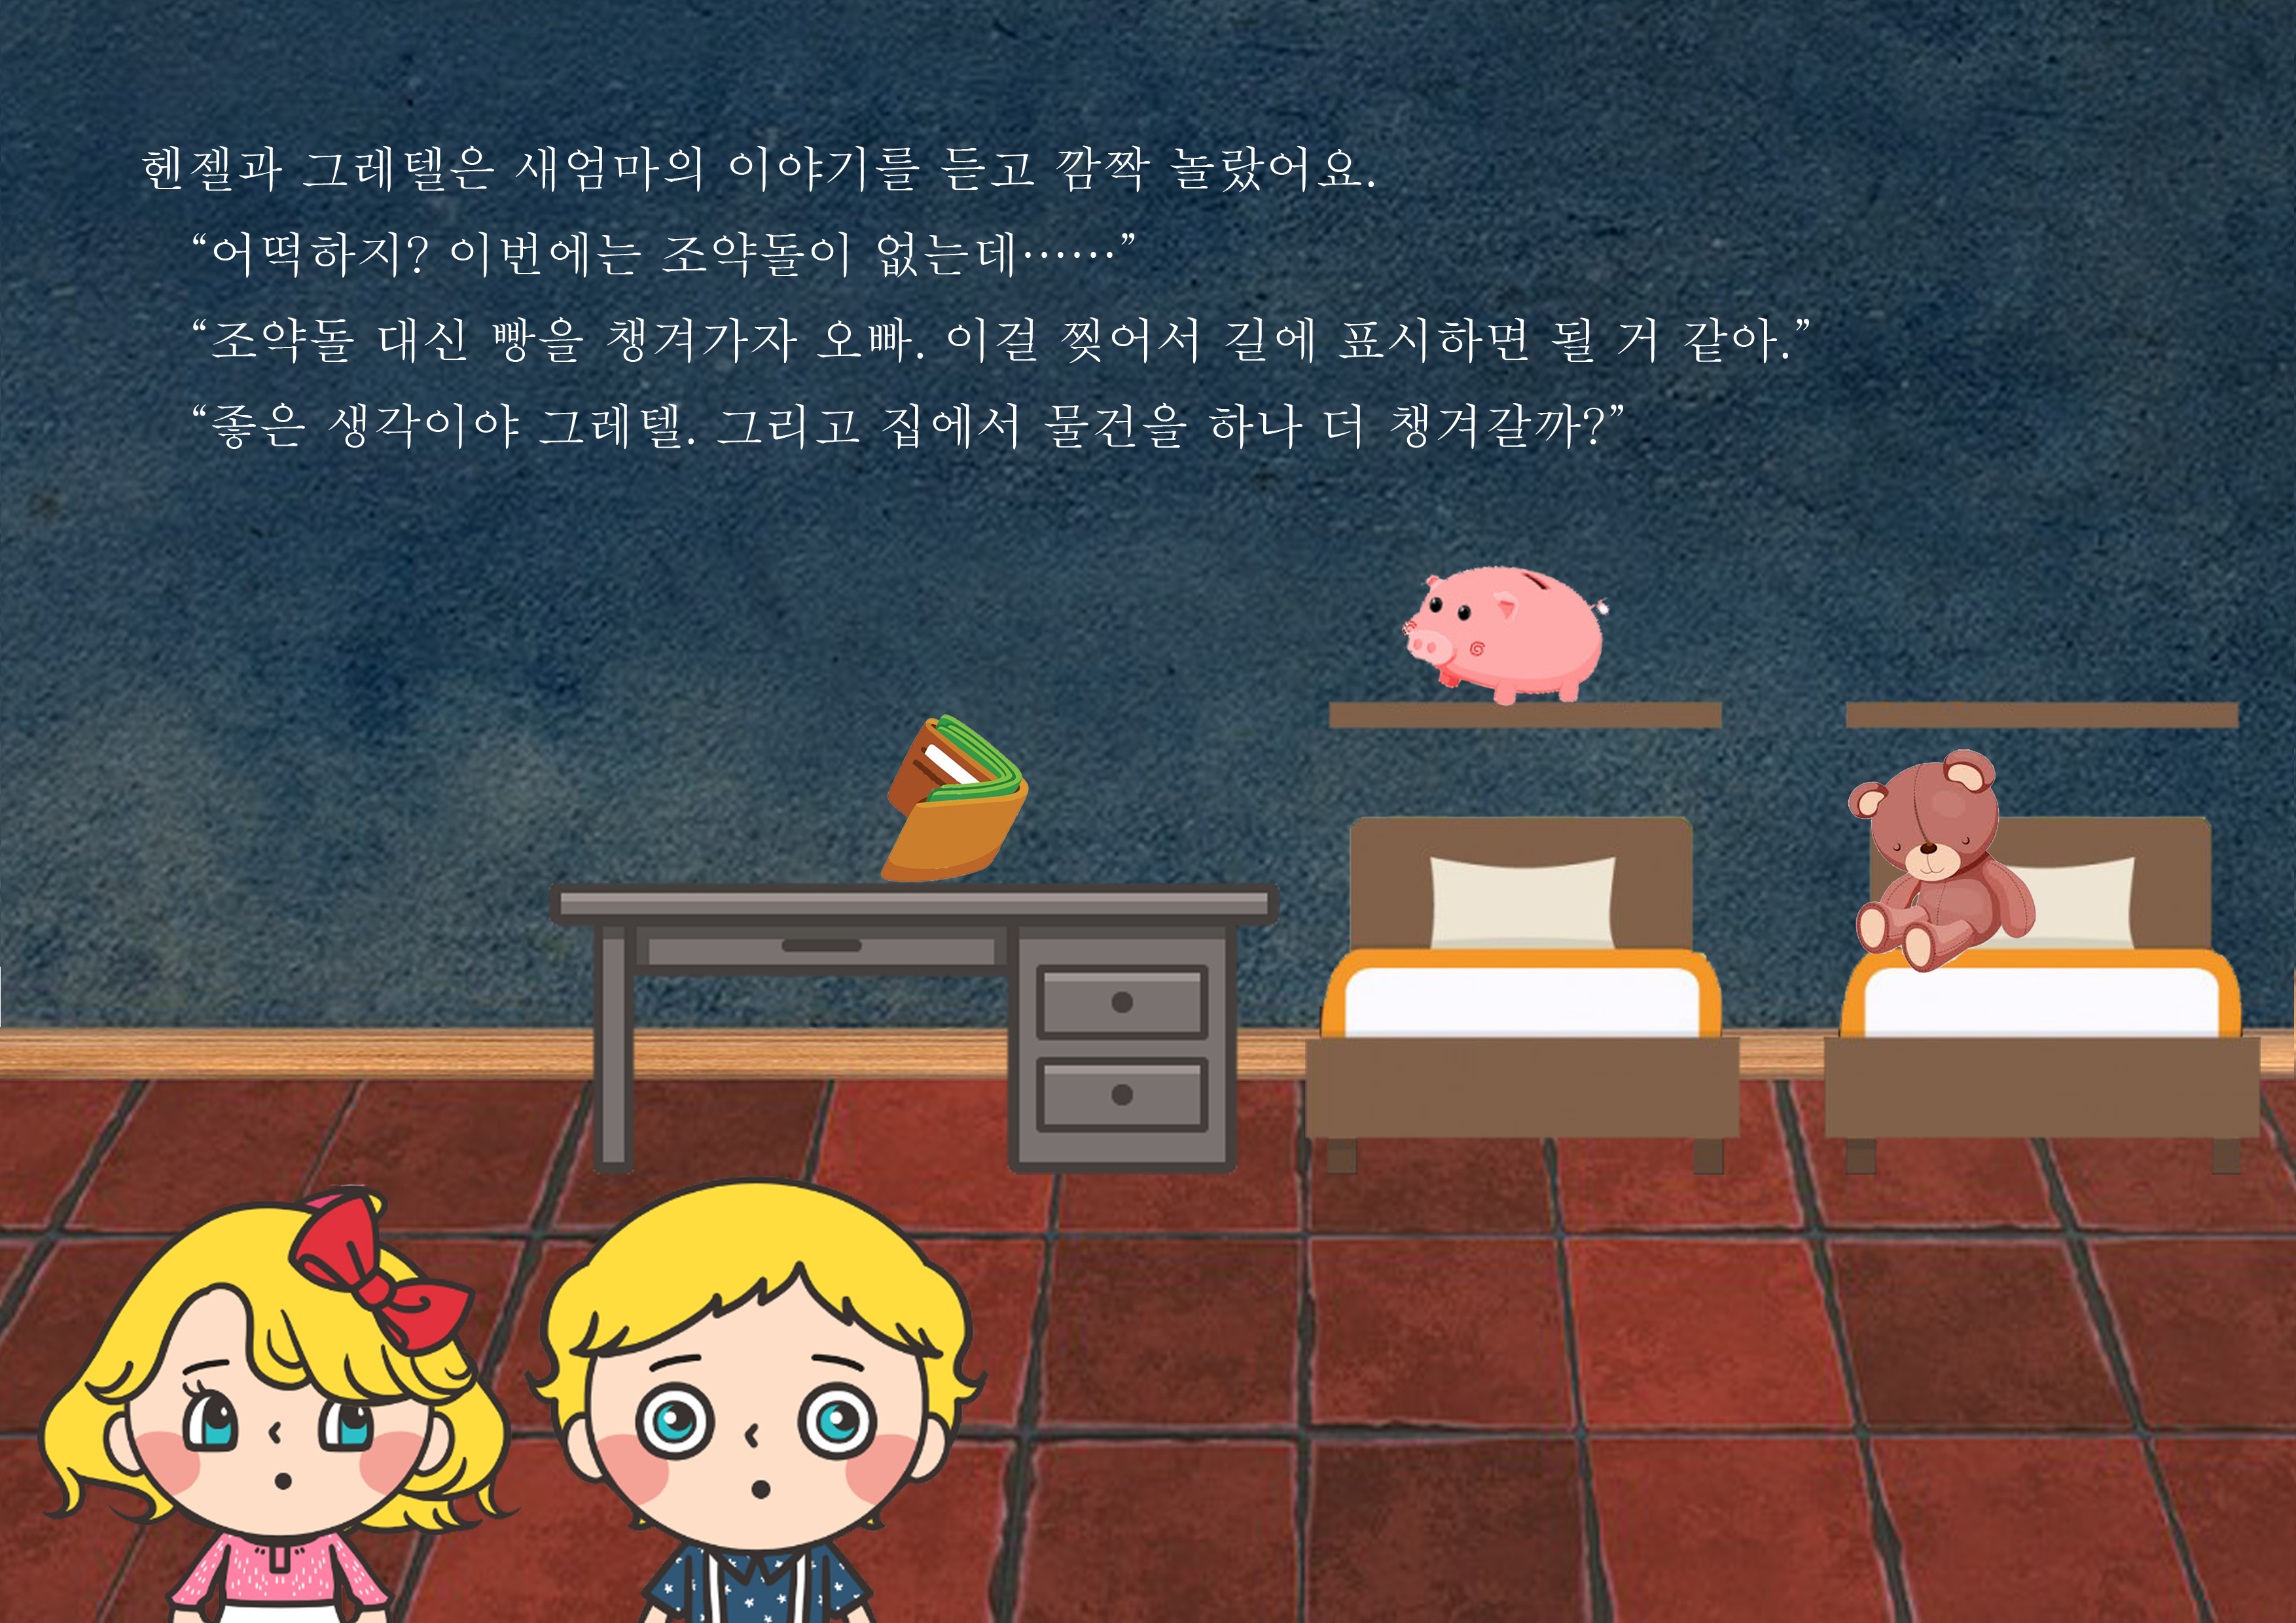 헨젤과 그레텔은 새엄마의 이야기를 듣고 깜짝 놀랐어요.
“어떡하지? 이번에는 조약돌이 없는데……”
“조약돌 대신 빵을 챙겨가자 오빠. 이걸 찢어서 길에 표시하면 될 거 같아.”
“좋은 생각이야 그레텔. 그리고 집에서 물건을 하나 더 챙겨갈까?”